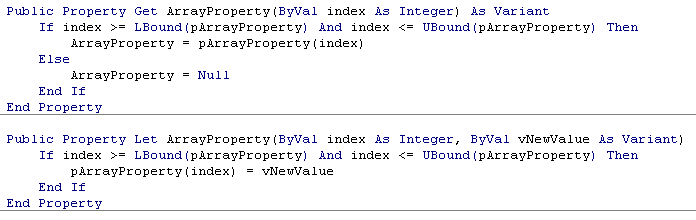 Public Property Get ArrayProperty(ByVal index As Integer) As Variant
    If index >= LBound(pArrayProperty) And index <= UBound(pArrayProperty) Then
        ArrayProperty = pArrayProperty(index)
    Else
        ArrayProperty = Null
    End If
End Property
Public Property Let ArrayProperty(ByVal index As Integer, ByVal vNewValue As Variant)
    If index >= LBound(pArrayProperty) And index <= UBound(pArrayProperty) Then
        pArrayProperty(index) = vNewValue
    End If
End Property